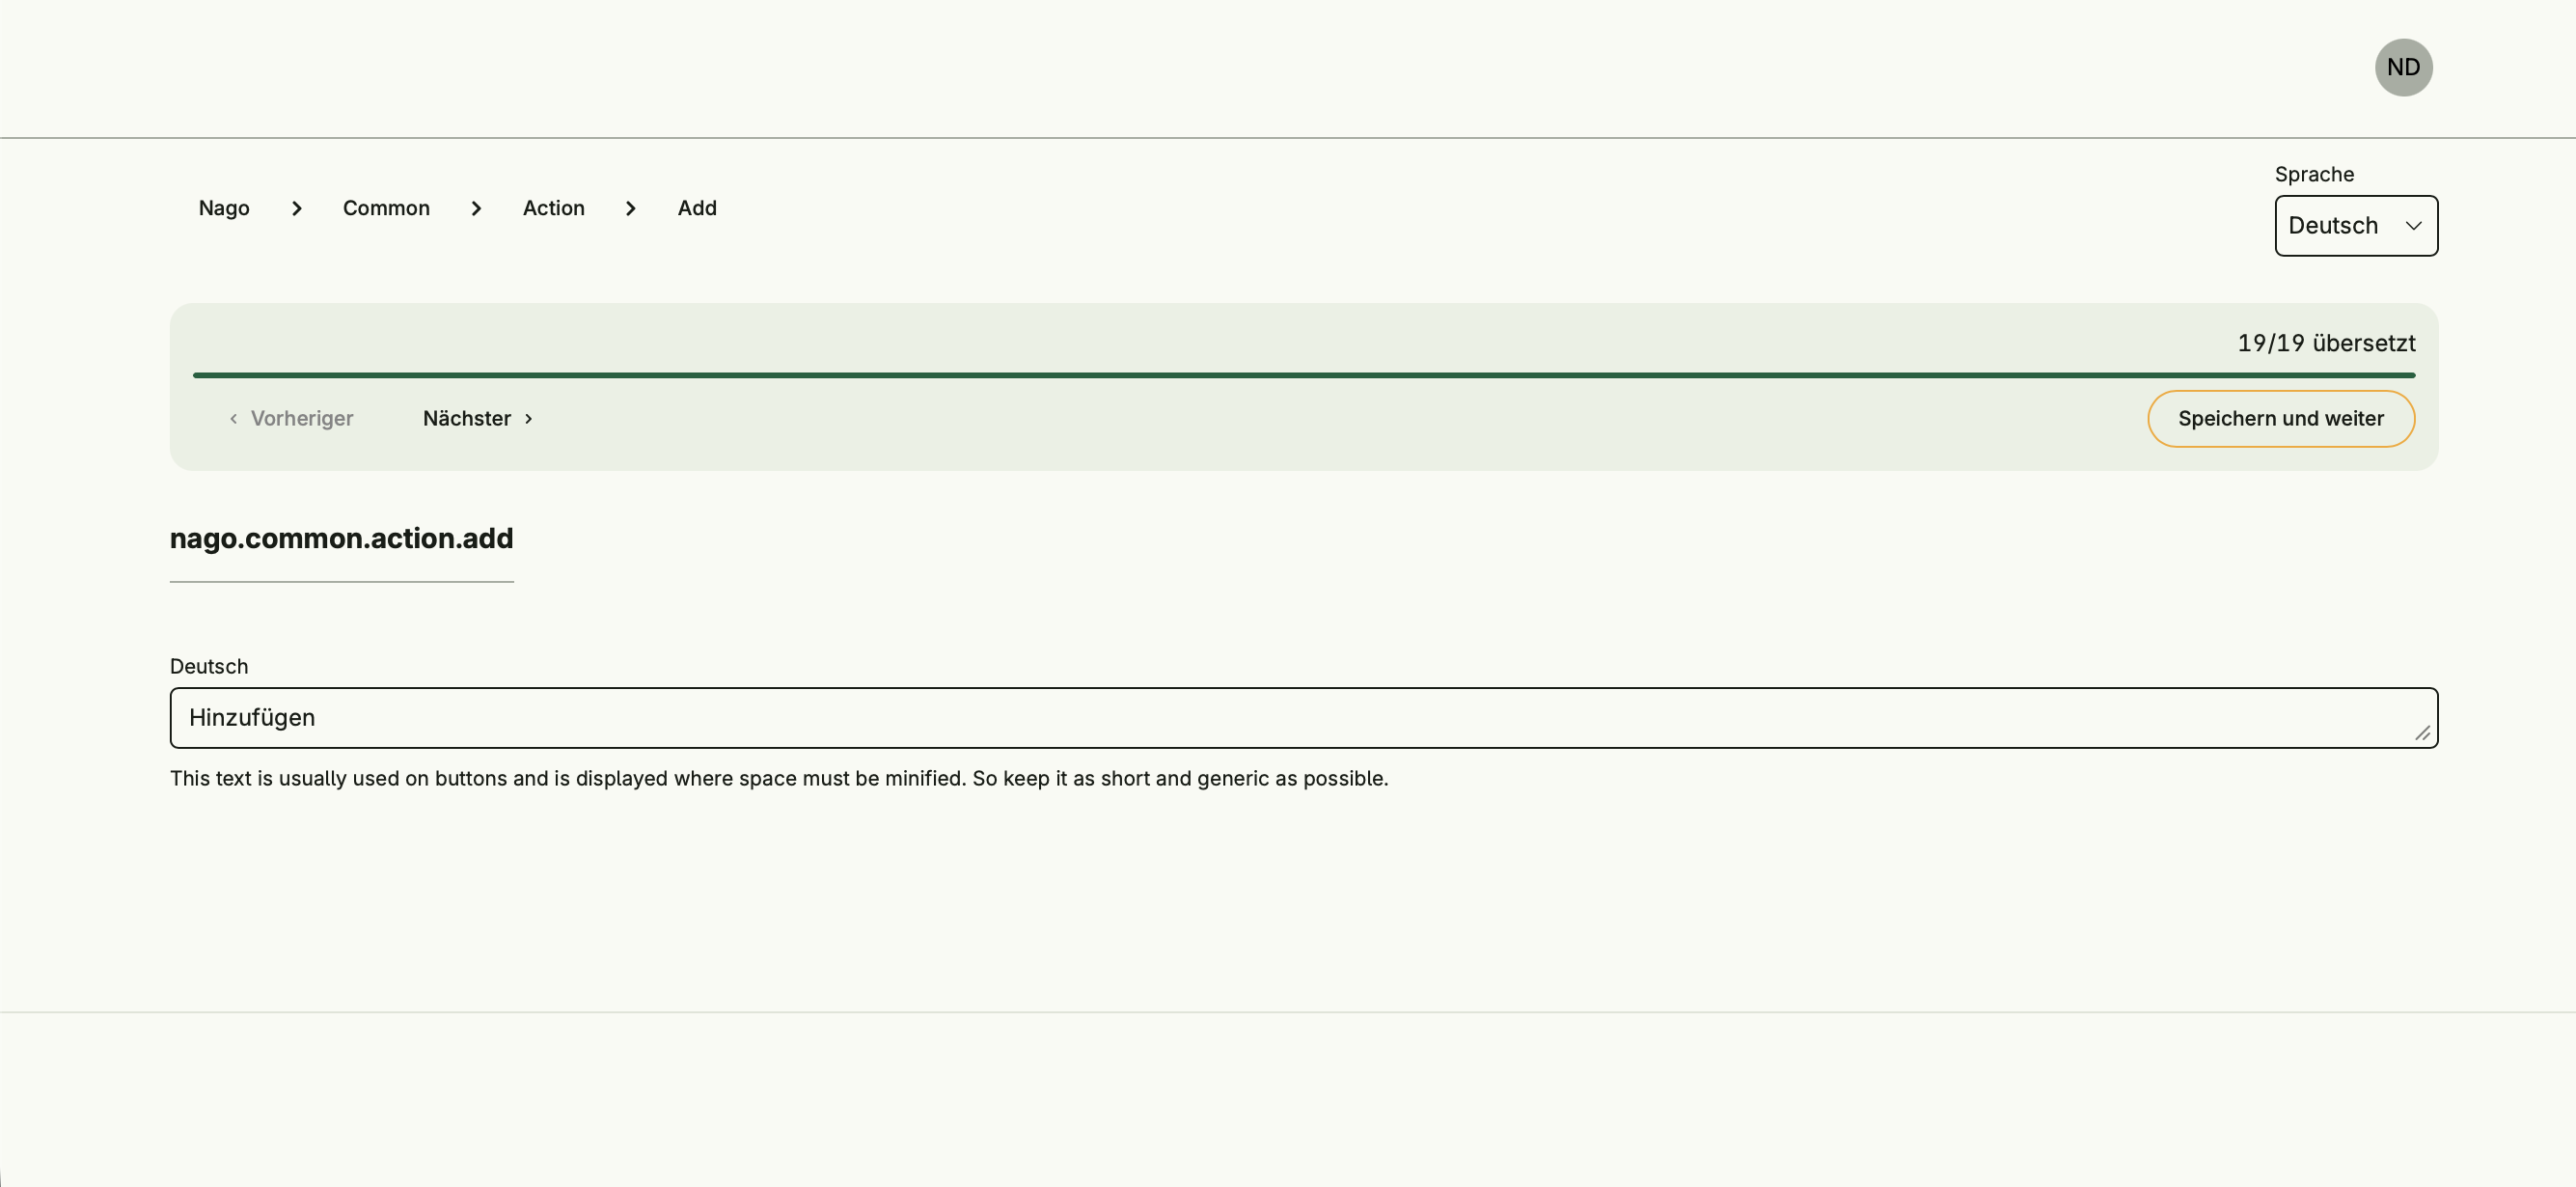 ND
Nago Common Action Add
Sprache
Deutsch
19/19 übersetzt
Vorheriger Nächster Speichern und weiter
nago.common.action.add
Deutsch
Hinzufügen
This text is usually used on buttons and is displayed where space must be minified. So keep it as short and generic as possible.